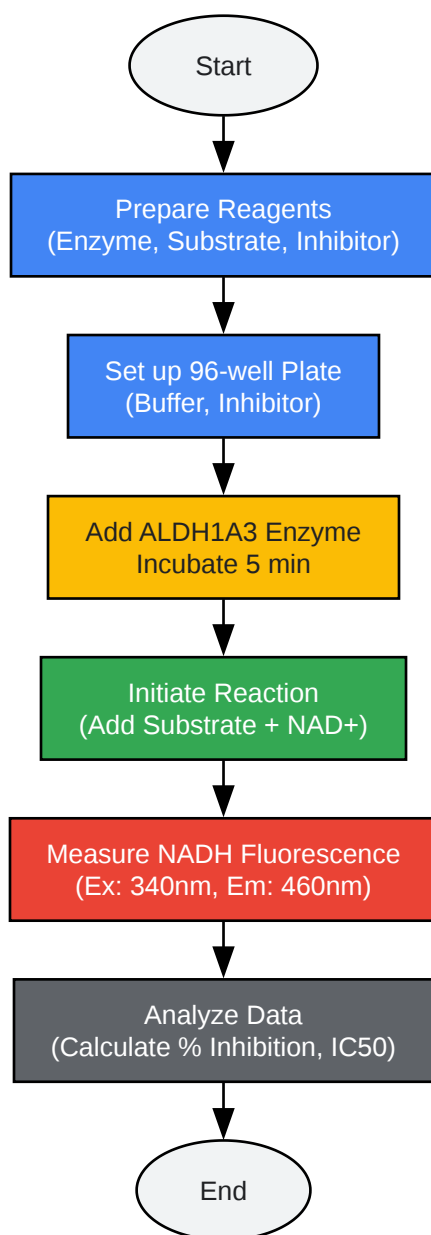 Start
Prepare Reagents
(Enzyme, Substrate, Inhibitor)
Set up 96-well Plate
(Buffer, Inhibitor)
Add ALDH1A3 Enzyme
Incubate 5 min
Initiate Reaction
(Add Substrate + NAD+)
Measure NADH Fluorescence
(Ex: 340nm, Em: 460nm)
Analyze Data
(Calculate % Inhibition, IC50)
End